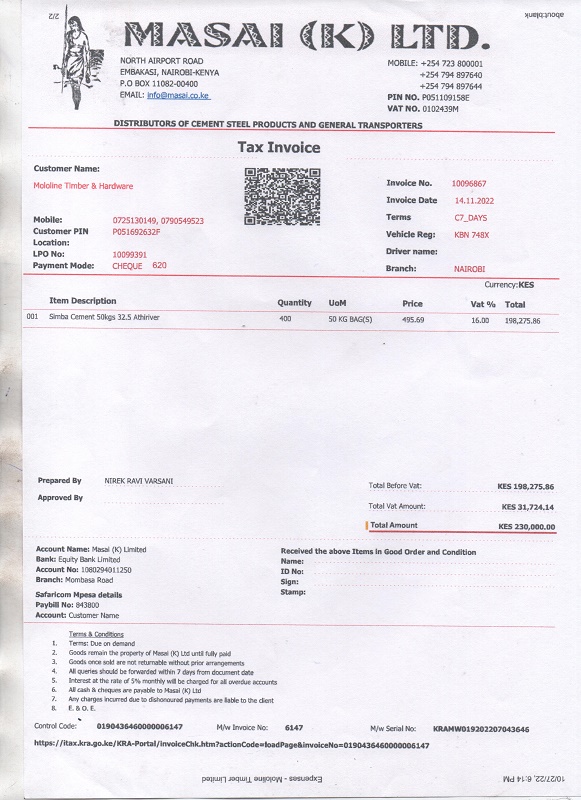 2/2
about:blank
MASAI (K) LTD.
NORTH AIRPORT ROAD
EMBAKASI, NAIROBI-KENYA
P.O BOX 11082-00400
EMAIL: info@masai.co.ke
MOBILE: +254 723 800001
+254 794 897640
+254 794 897644
PIN NO. P051109158E
VAT NO. 0102439M
DISTRIBUTORS OF CEMENT STEEL PRODUCTS AND GENERAL TRANSPORTERS
Tax Invoice
Customer Name:
Mololine Timber & Hardware
Mobile: 0725130149, 0790549523
Customer PIN P051692632F
Location:
LPO No: 10099391
Payment Mode: CHEQUE 620
Invoice No. 10096867
Invoice Date 14.11.2022
Terms C7_DAYS
Vehicle Reg: KBN 748X
Driver name:
Branch: NAIROBI
Currency:KES
Item Description Quantity UoM Price Vat % Total
001 Simba Cement 50kgs 32.5 Athiriver 400 50 KG BAG(S) 495.69 16.00 198,275.86
Prepared By NIREK RAVI VARSANI
Approved By
Total Before Vat: KES 198,275.86
Total Vat Amount: KES 31,724.14
Total Amount KES 230,000.00
Account Name: Masai (K) Limited
Bank: Equity Bank Limited
Account No: 1080294011250
Branch: Mombasa Road
Safaricom Mpesa details
Paybill No: 843800
Account: Customer Name
Received the above Items in Good Order and Condition
Name:
ID No:
Sign:
Stamp:
Terms & Conditions
1. Terms: Due on demand
2. Goods remain the property of Masai (K) Ltd until fully paid
3. Goods once sold are not returnable without prior arrangements
4. All queries should be forwarded within 7 days from document date
5. Interest at the rate of 5% monthly will be charged for all overdue accounts
6. All cash & cheques are payable to Masai (K) Ltd
7. Any charges incurred due to dishonoured payments are liable to the client
8. E. & O. E.
Control Code: 0190436460000006147 M/w Invoice No: 6147 M/w Serial No: KRAMW019202207043646
https://itax.kra.go.ke/KRA-Portal/invoiceChk.htm?actionCode=loadPage&invoiceNo=0190436460000006147
Expenses - Mololine Timber Limited
10/27/22, 6:14 PM